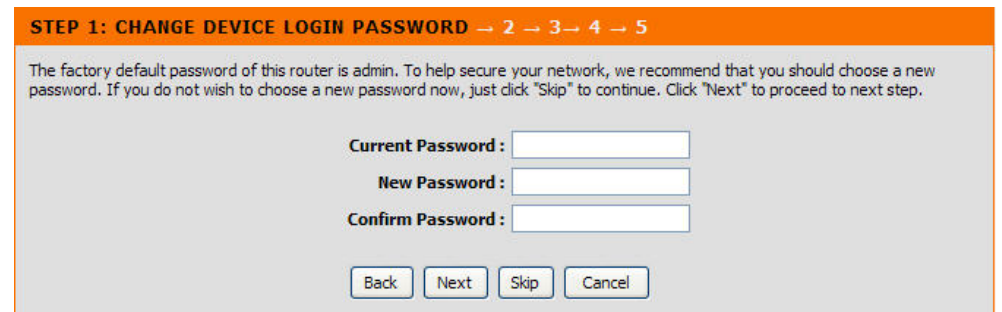 STEP 1: CHANGE DEVICE LOGIN PASSWORD → 2 → 3→ 4 → 5
The factory default password of this router is admin. To help secure your network, we recommend that you should choose a new
password. If you do not wish to choose a new password now, just click "Skip" to continue. Click "Next" to proceed to next step.
Current Password :
New Password :
Confirm Password :
Back Next Skip Cancel